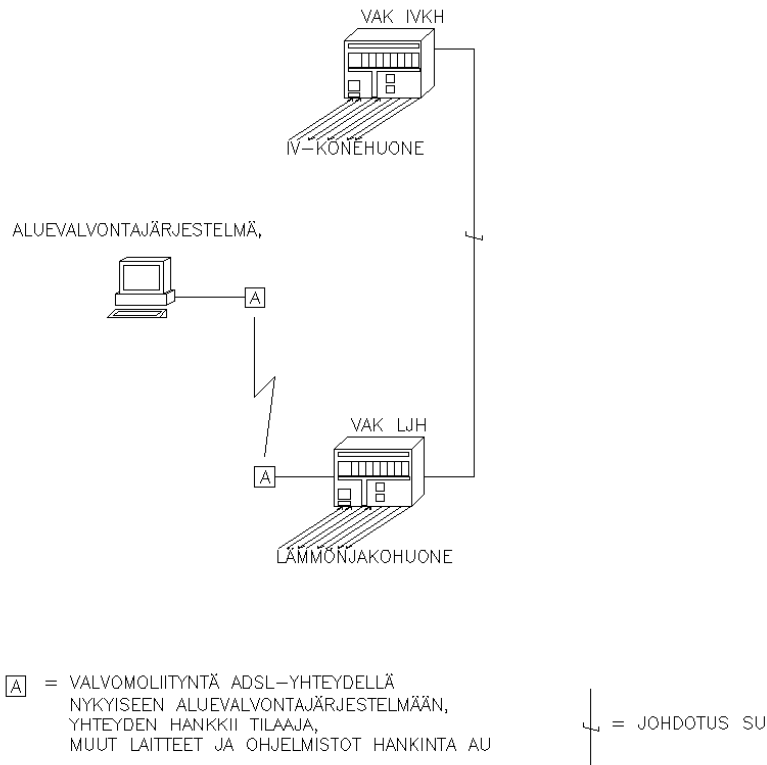 VAK IVKH
IV-KONEHUONE
ALUEVALVONTAJÄRJESTELMÄ,
A
VAK LJH
A
LÄMMÖNJAKOHUONE
A = VALVOMOLIITYNTÄ ADSL-YHTEYDELLÄ
NYKYISEEN ALUEVALVONTAJÄRJESTELMÄÄN,
YHTEYDEN HANKKII TILAAJA,
MUUT LAITTEET JA OHJELMISTOT HANKINTA AU
= JOHDOTUS SU